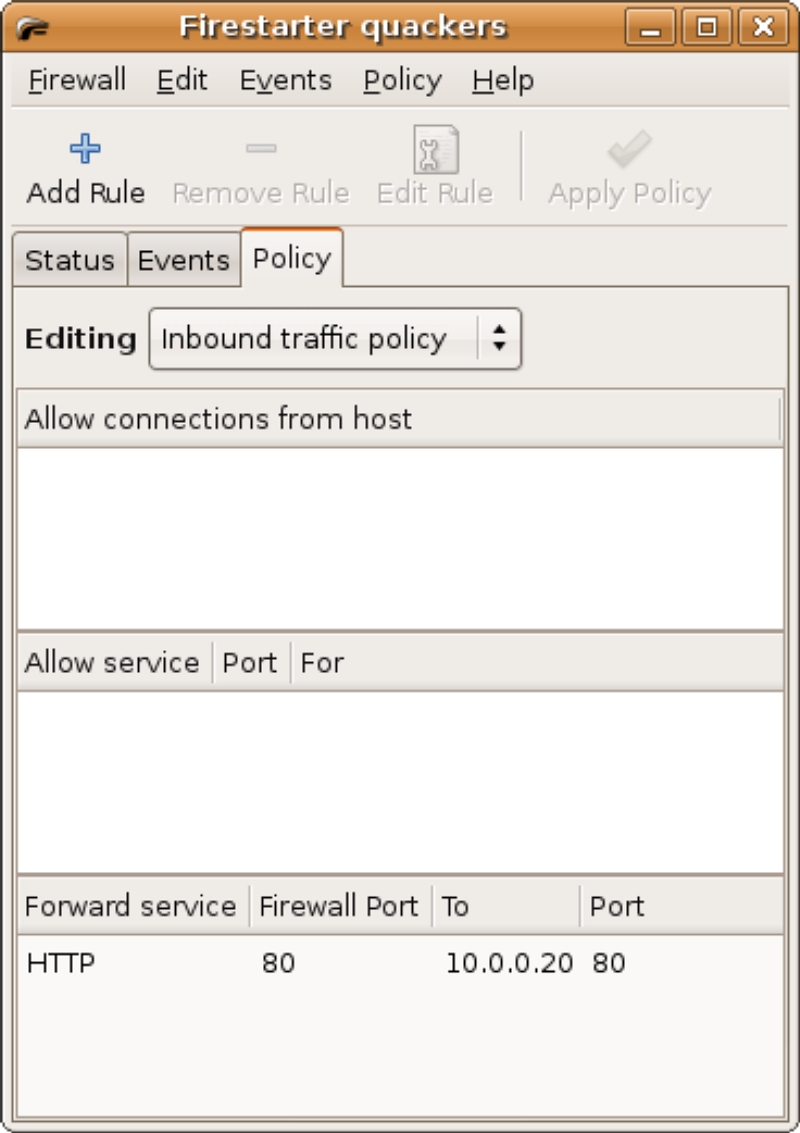 Firestarter quackers
Firewall Edit Events Policy Help
Add Rule Remove Rule Edit Rule Apply Policy
Status Events Policy
Editing Inbound traffic policy
Allow connections from host
Allow service Port For
Forward service Firewall Port To Port
HTTP 80 10.0.0.20 80